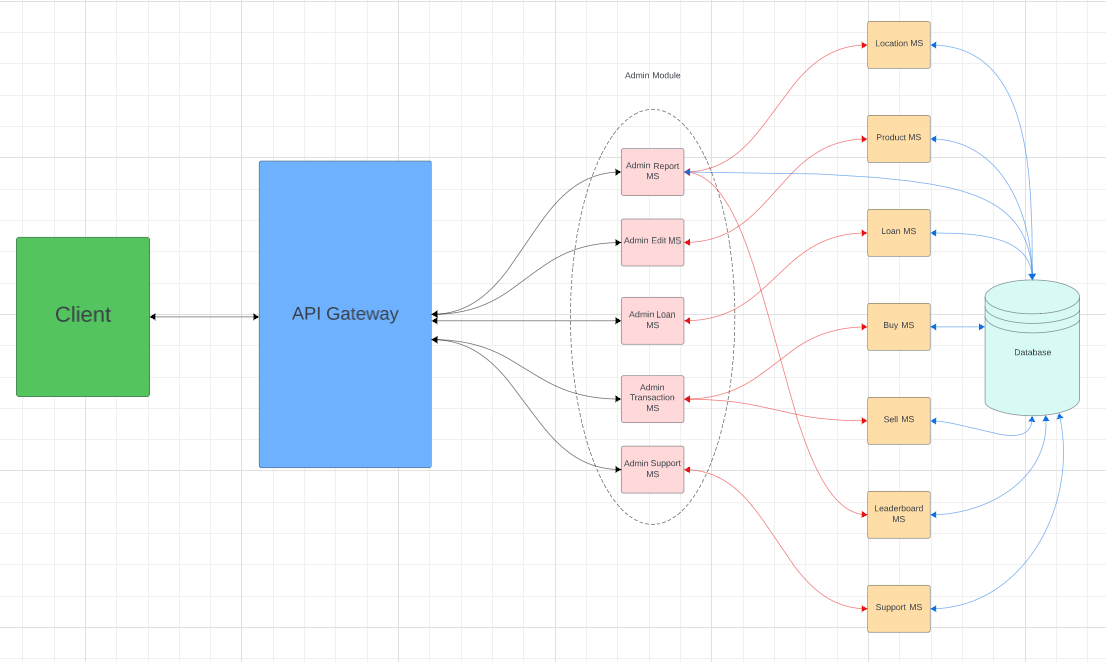 Client
API Gateway
Admin Module
Admin Report
MS
Admin Edit MS
Admin Loan
MS
Admin
Transaction
MS
Admin Support
MS
Location MS
Product MS
Loan MS
Buy MS
Sell MS
Leaderboard
MS
Support MS
Database